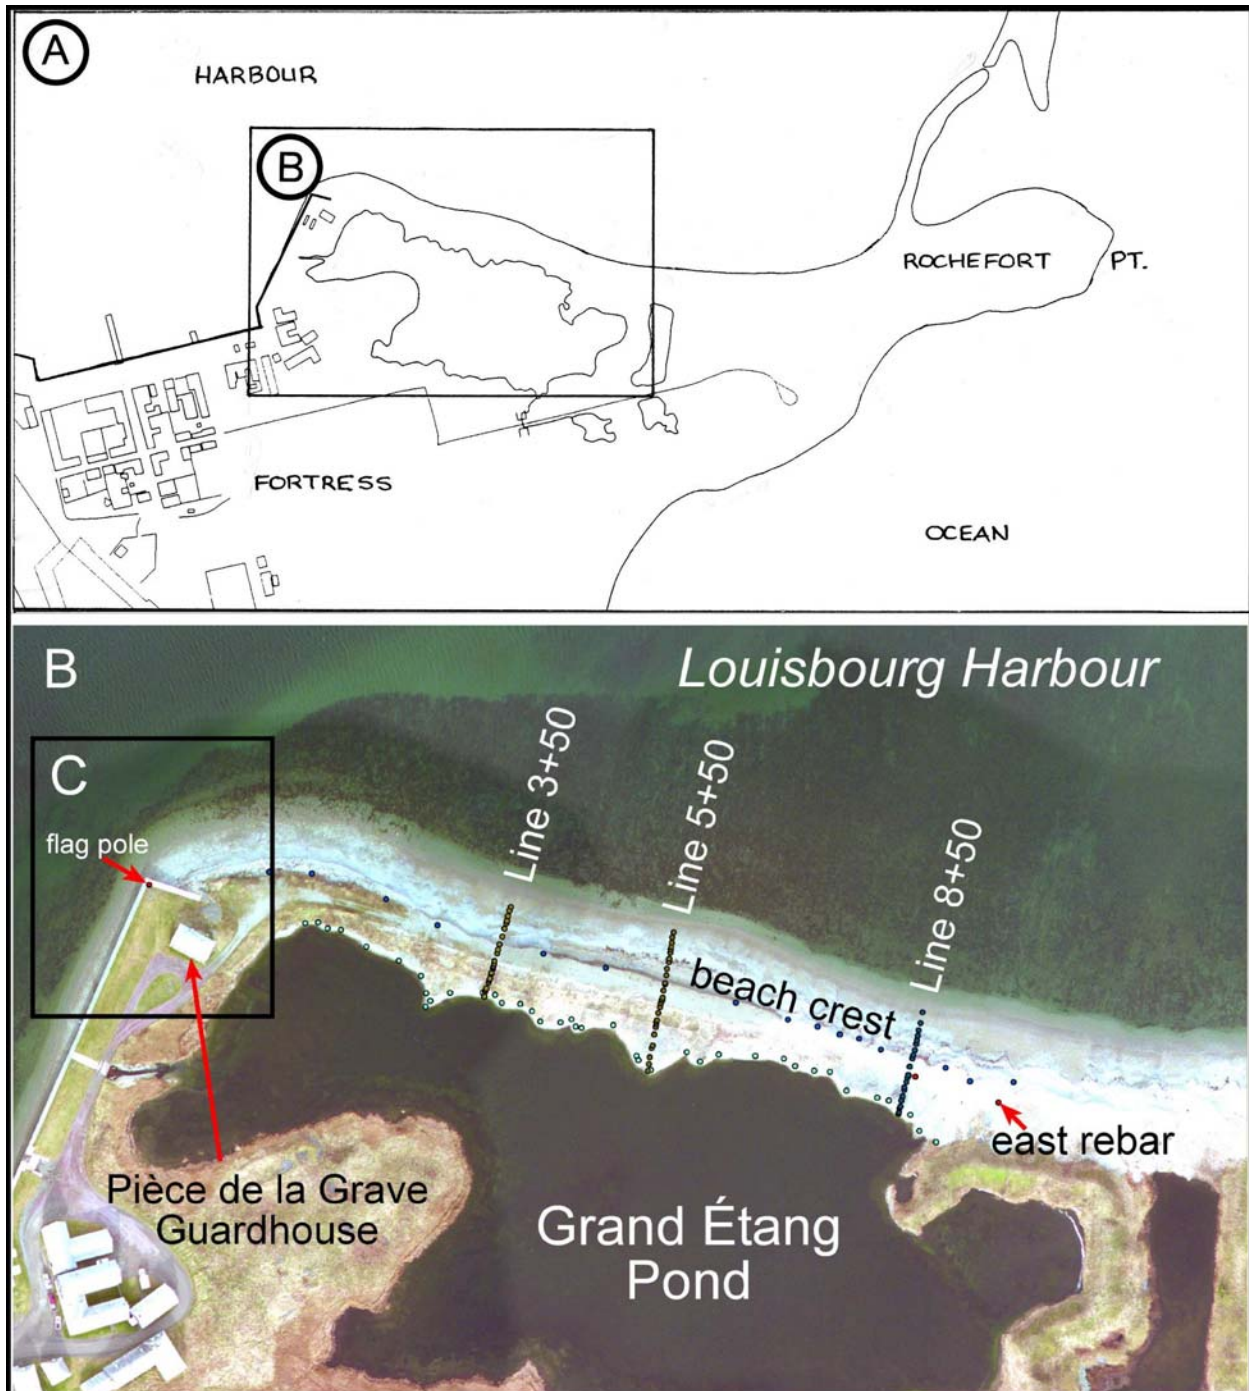 A
HARBOUR
B
ROCHEFORT PT.
FORTRESS
OCEAN
B
Louisbourg Harbour
Line 3+50
Line 5+50
Line 8+50
C
flag pole
beach crest
east rebar
Pièce de la Grave
Guardhouse
Grand Étang
Pond